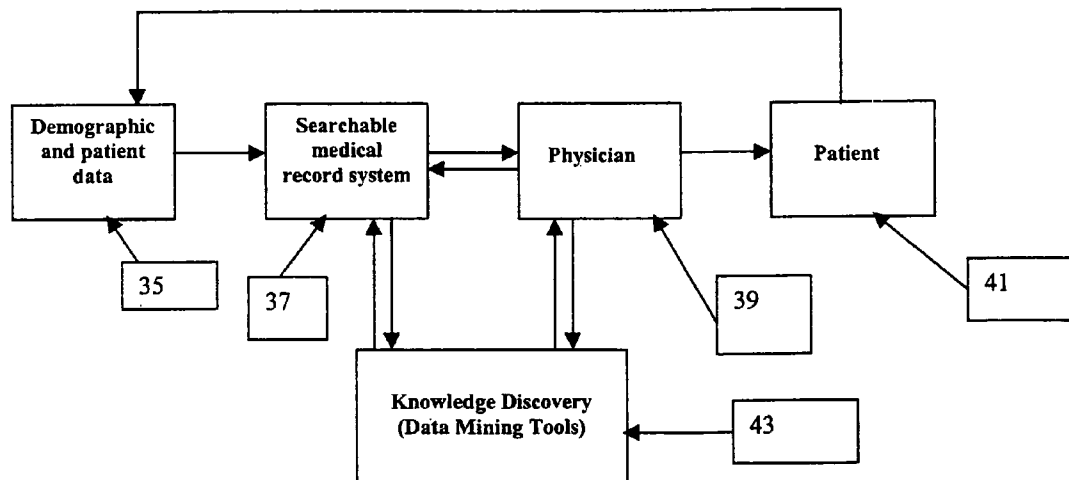 Demographic
and patient
data
Searchable
medical
record system
Physician
Patient
35
37
39
41
Knowledge Discovery
(Data Mining Tools)
43